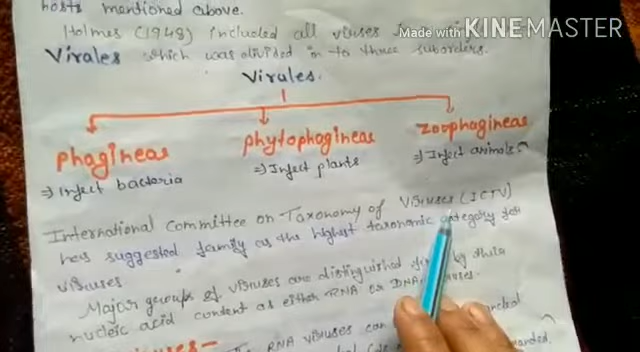 hosts mentioned above.
Made with KINEMASTER
Holmes (1948) included all viruses
Virales which was divided in to three suborders.
Virales.
Phagineas phytophagineas zoophagineas
⇒ Infect bacteria ⇒ Infect plants ⇒ Infect animals
International Committee on Taxonomy of Viruses (ICTV)
has suggested family as the highest taxonomic category for
viruses.
Major groups of viruses are distinguished by their
nucleic acid content as either RNA or DNA
The RNA viruses can